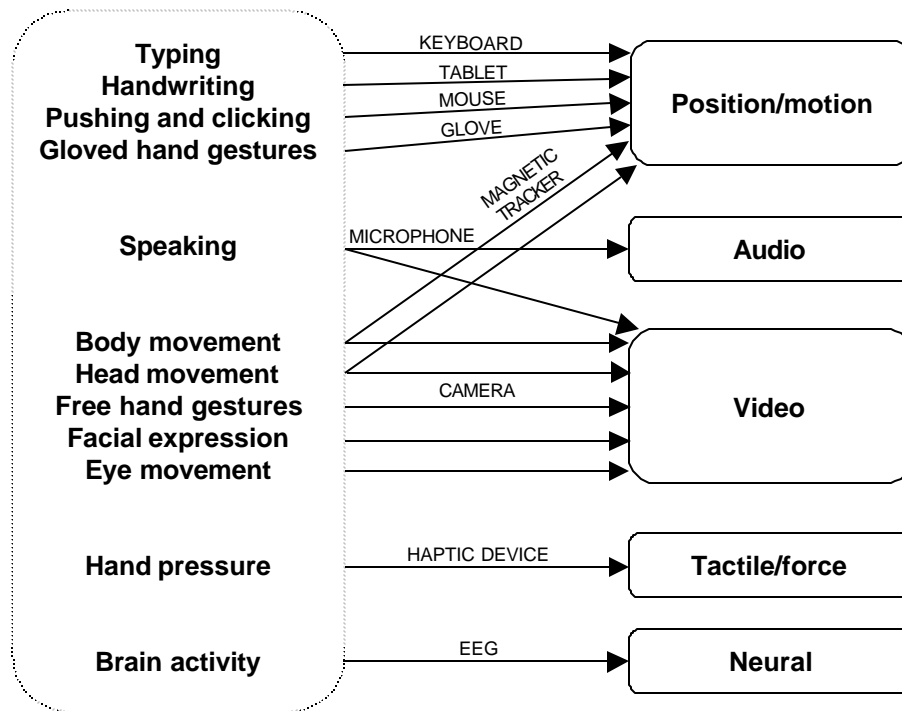 Typing
Handwriting
Pushing and clicking
Gloved hand gestures
KEYBOARD
TABLET
MOUSE
GLOVE
Position/motion
MAGNETIC
TRACKER
Speaking
MICROPHONE
Audio
Body movement
Head movement
Free hand gestures
Facial expression
Eye movement
CAMERA
Video
Hand pressure
HAPTIC DEVICE
Tactile/force
Brain activity
EEG
Neural